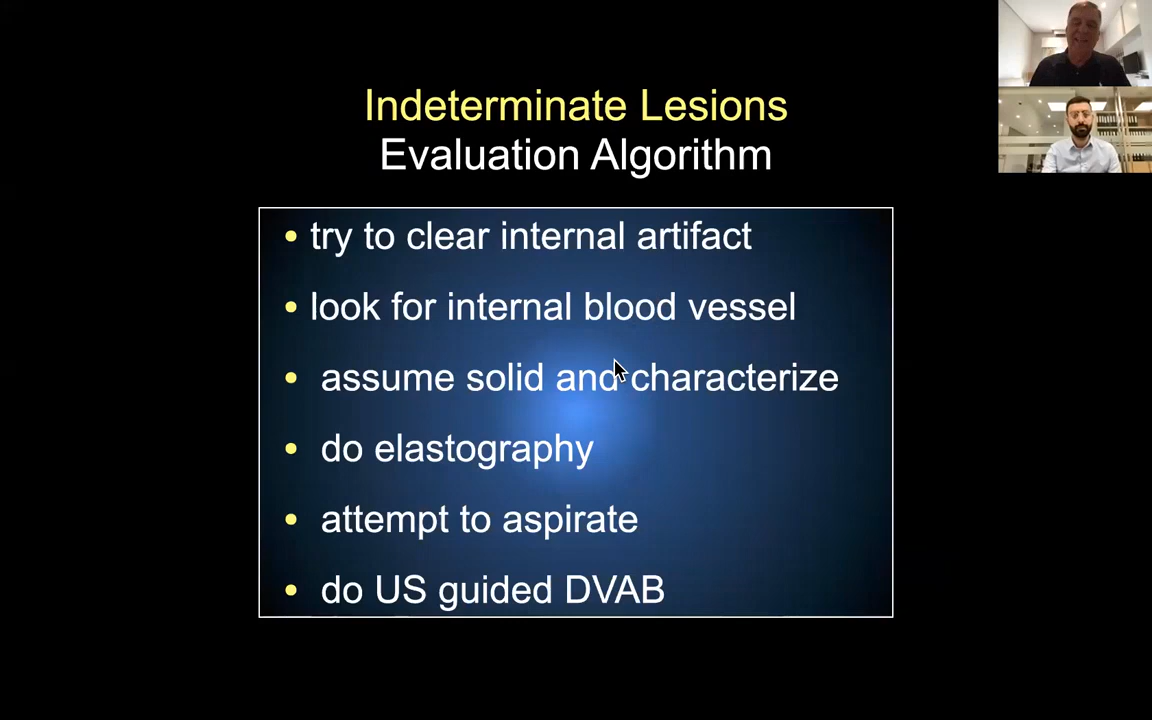 Indeterminate Lesions
Evaluation Algorithm
• try to clear internal artifact
• look for internal blood vessel
• assume solid and characterize
• do elastography
• attempt to aspirate
• do US guided DVAB